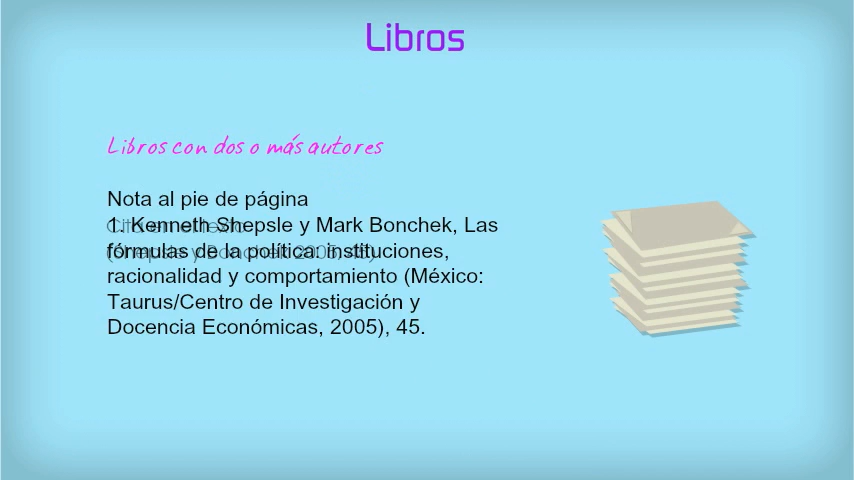 Libros
Libros con dos o más autores
Nota al pie de página
1. Kenneth Shepsle y Mark Bonchek, Las
fórmulas de la política: instituciones,
racionalidad y comportamiento (México:
Taurus/Centro de Investigación y
Docencia Económicas, 2005), 45.